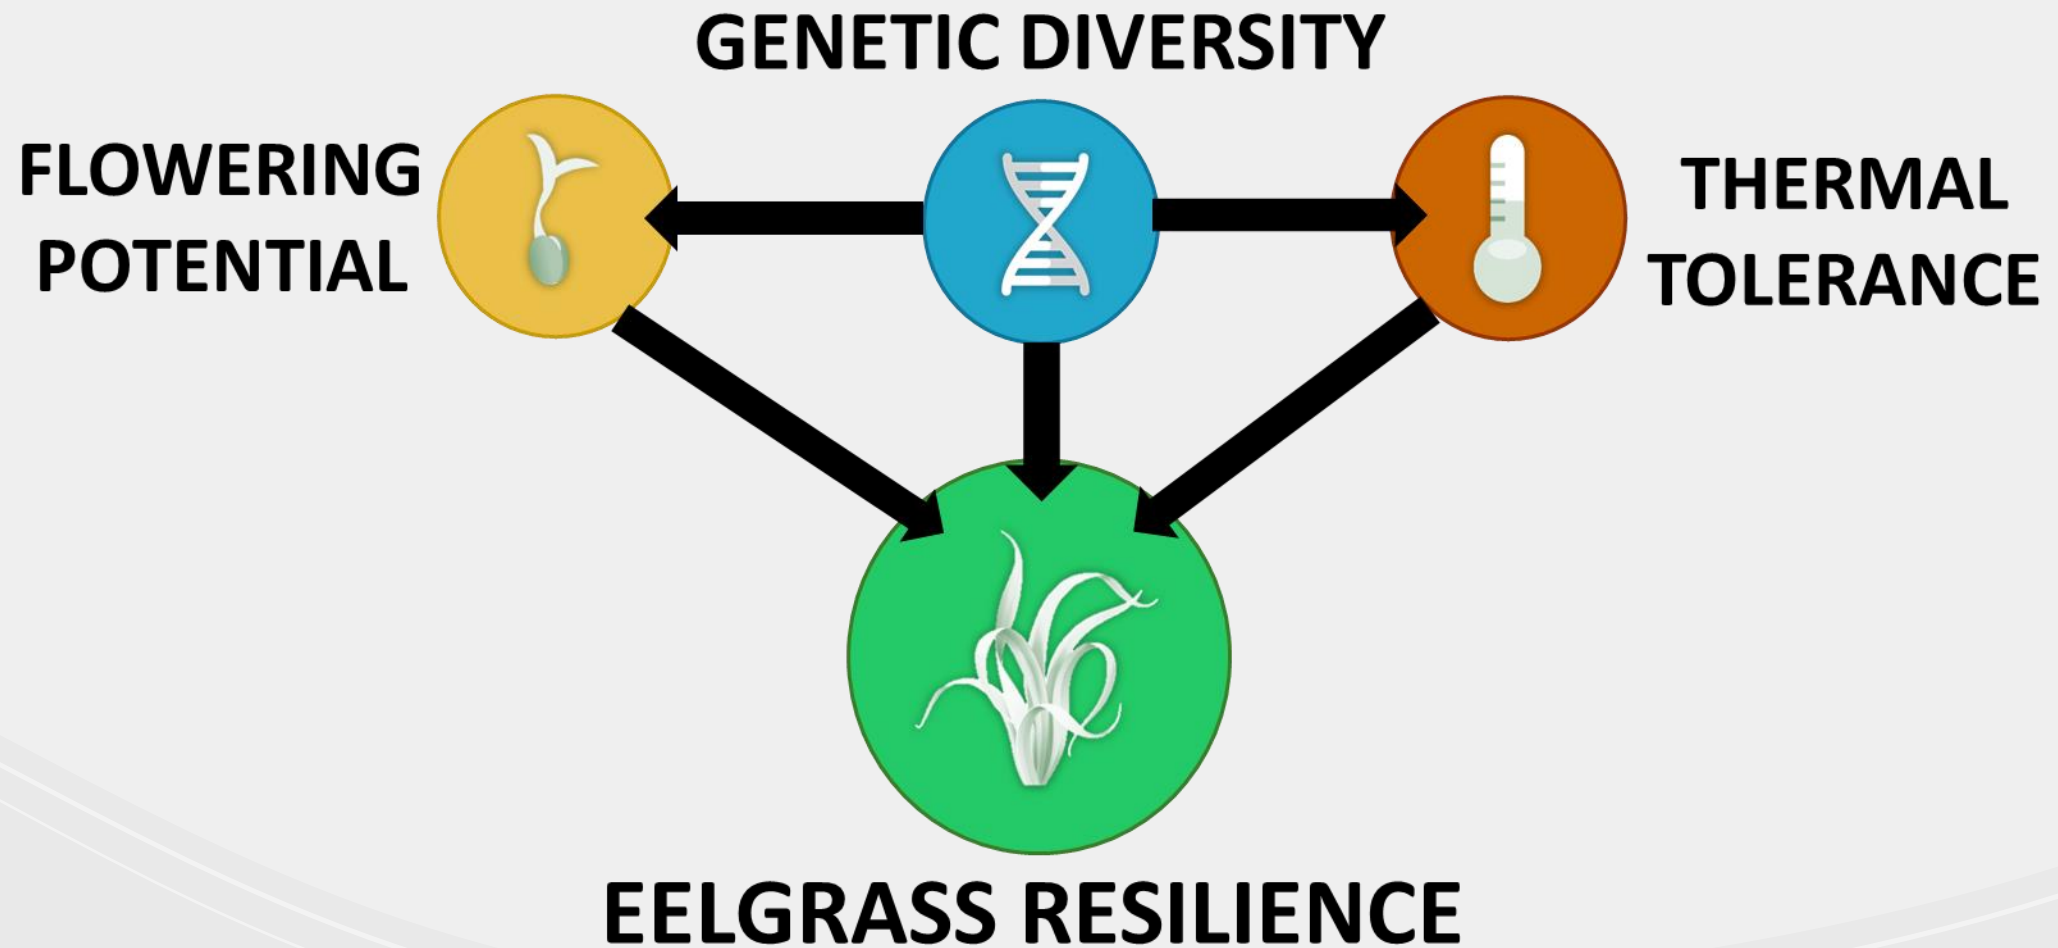 GENETIC DIVERSITY
FLOWERING
POTENTIAL
THERMAL
TOLERANCE
EELGRASS RESILIENCE